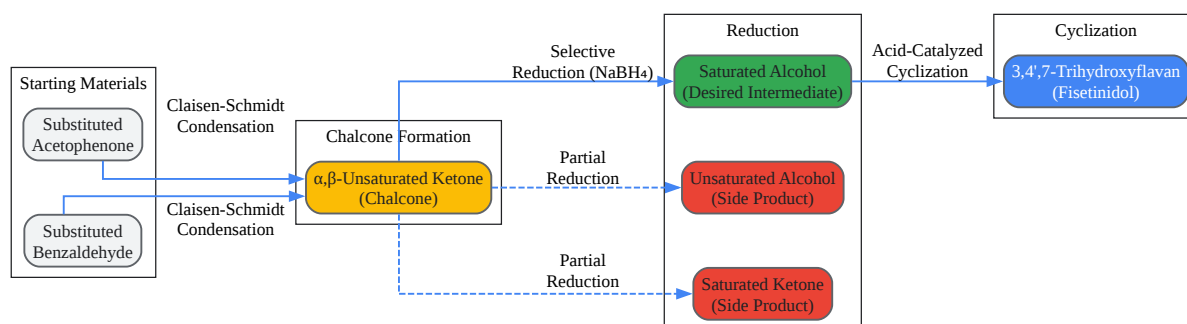 Starting Materials
Substituted
Acetophenone
Substituted
Benzaldehyde
Claisen-Schmidt
Condensation
Claisen-Schmidt
Condensation
Chalcone Formation
α,β-Unsaturated Ketone
(Chalcone)
Selective
Reduction (NaBH₄)
Partial
Reduction
Partial
Reduction
Reduction
Saturated Alcohol
(Desired Intermediate)
Unsaturated Alcohol
(Side Product)
Saturated Ketone
(Side Product)
Acid-Catalyzed
Cyclization
Cyclization
3,4',7-Trihydroxyflavan
(Fisetinidol)